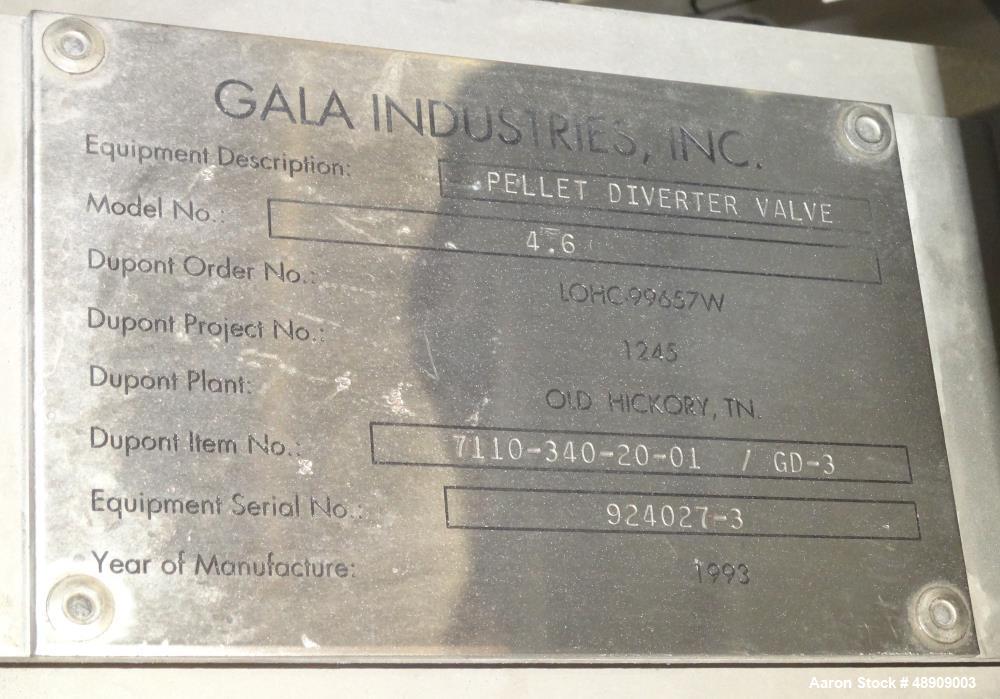 GALA INDUSTRIES, INC.
Equipment Description: PELLET DIVERTER VALVE
Model No.: 4.6
Dupont Order No.: LOHC-99657W
Dupont Project No.: 1245
Dupont Plant: OLD HICKORY, TN.
Dupont Item No.: 7110-340-20-01 / GD-3
Equipment Serial No.: 924027-3
Year of Manufacture: 1993
Aaron Stock # 48909003